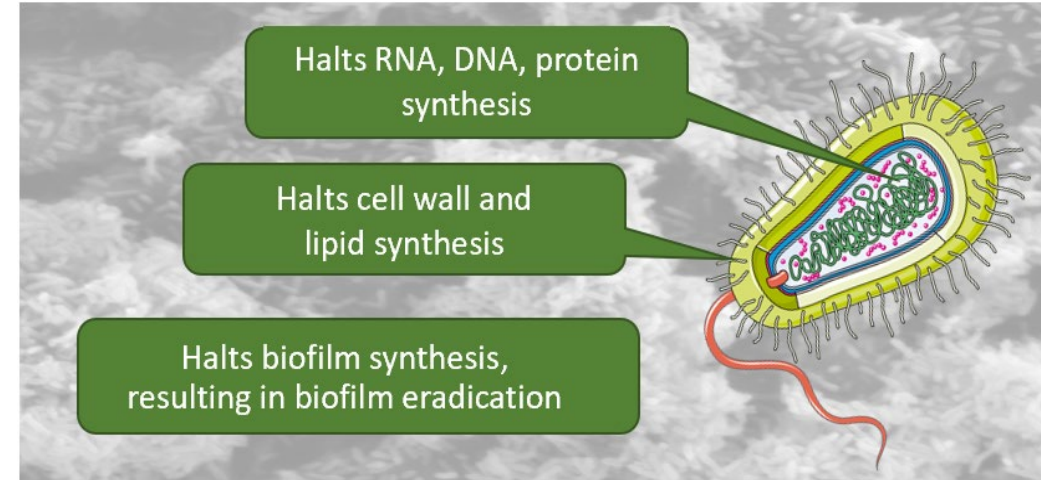 Halts RNA, DNA, protein
synthesis
Halts cell wall and
lipid synthesis
Halts biofilm synthesis,
resulting in biofilm eradication